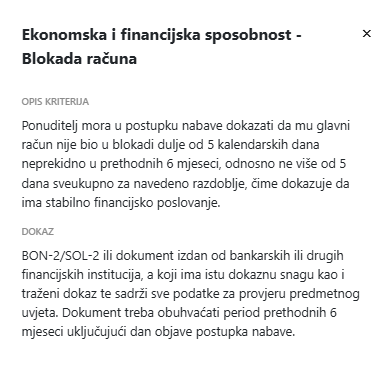 Ekonomska i financijska sposobnost -
Blokada računa
OPIS KRITERIJA
Ponuditelj mora u postupku nabave dokazati da mu glavni
račun nije bio u blokadi dulje od 5 kalendarskih dana
neprekidno u prethodnih 6 mjeseci, odnosno ne više od 5
dana sveukupno za navedeno razdoblje, čime dokazuje da
ima stabilno financijsko poslovanje.
DOKAZ
BON-2/SOL-2 ili dokument izdan od bankarskih ili drugih
financijskih institucija, a koji ima istu dokaznu snagu kao i
traženi dokaz te sadrži sve podatke za provjeru predmetnog
uvjeta. Dokument treba obuhvaćati period prethodnih 6
mjeseci uključujući dan objave postupka nabave.